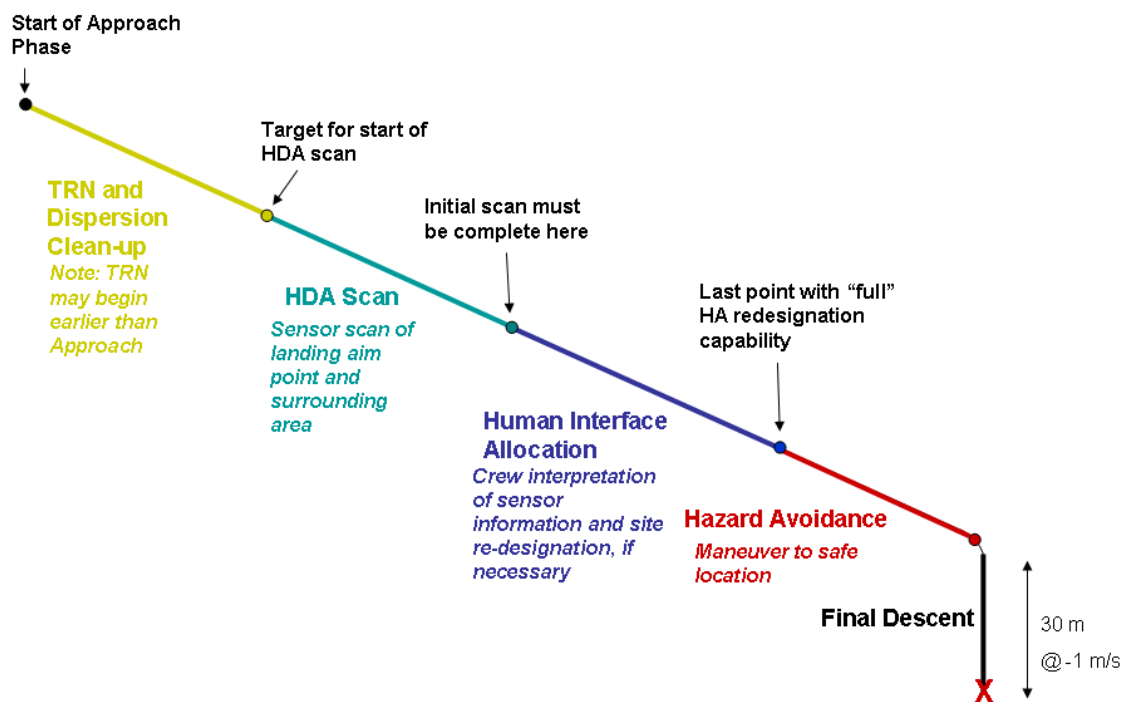 Start of Approach
Phase
Target for start of
HDA scan
Initial scan must
be complete here
Last point with “full”
HA redesignation
capability
TRN and
Dispersion
Clean-up
Note: TRN
may begin
earlier than
Approach
HDA Scan
Sensor scan of
landing aim
point and
surrounding
area
Human Interface
Allocation
Crew interpretation
of sensor
information and site
re-designation, if
necessary
Hazard Avoidance
Maneuver to safe
location
Final Descent
30 m
@ -1 m/s
X